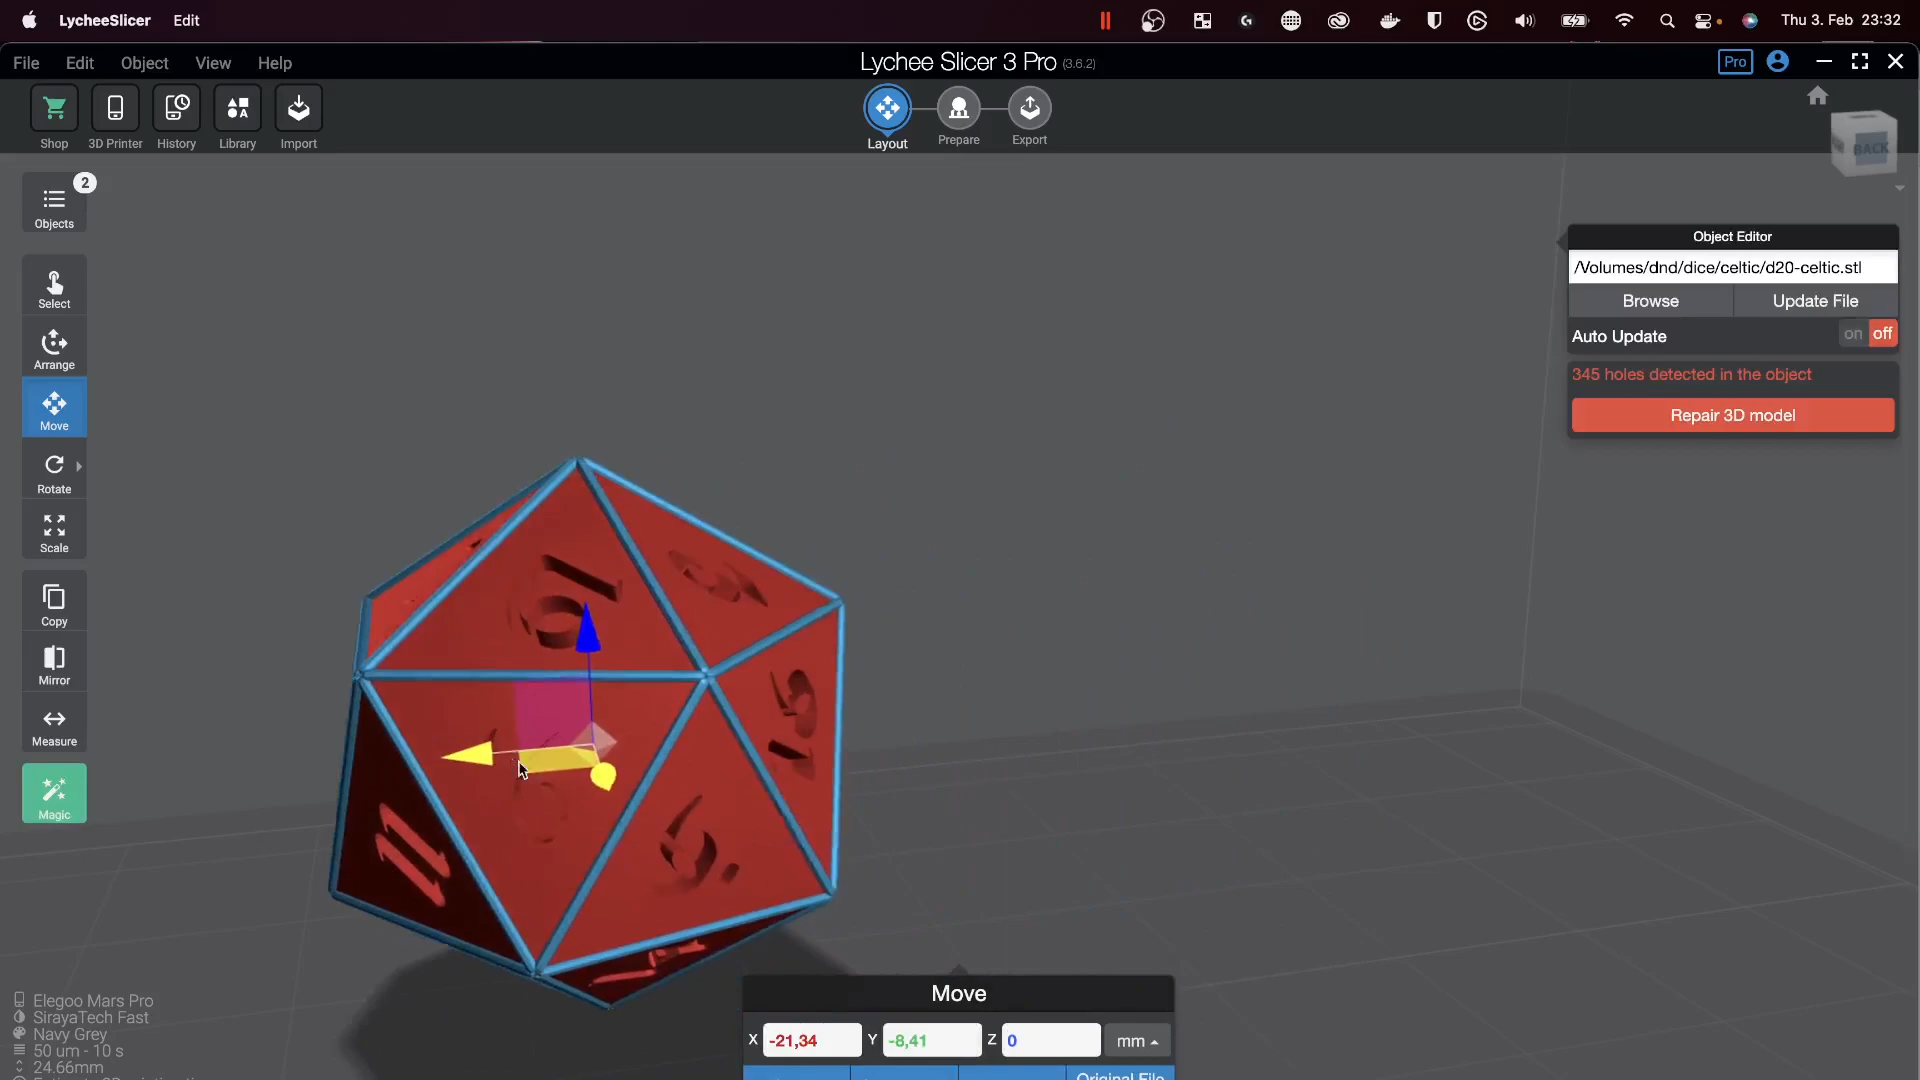 LycheeSlicer Edit Thu 3. Feb 23:32
File Edit Object View Help Lychee Slicer 3 Pro (3.6.2) Pro
Shop 3D Printer History Library Import Layout Prepare Export
BACK
2
Objects
Object Editor
/Volumes/dnd/dice/celtic/d20-celtic.stl
Browse Update File
Auto Update on off
345 holes detected in the object
Repair 3D model
Select
Arrange
Move
Rotate
Scale
Copy
Mirror
Measure
Magic
Elegoo Mars Pro
SirayaTech Fast
Navy Grey
50 um - 10 s
24.66mm
Move
X -21,34 Y -8,41 Z 0 mm
Original File